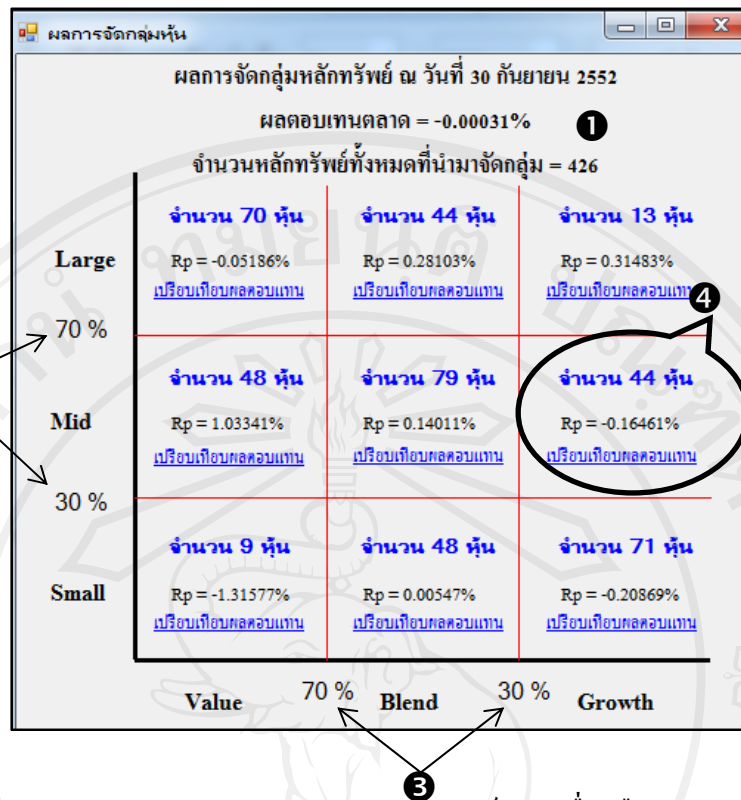 ผลการจัดกลุ่มหุ้น
ผลการจัดกลุ่มหลักทรัพย์ ณ วันที่ 30 กันยายน 2552
ผลตอบแทนตลาด = -0.00031% ❶
จำนวนหลักทรัพย์ทั้งหมดที่นำมาจัดกลุ่ม = 426
จำนวน 70 หุ้น จำนวน 44 หุ้น จำนวน 13 หุ้น
Large Rp = -0.05186% Rp = 0.28103% Rp = 0.31483%
เปรียบเทียบผลตอบแทน เปรียบเทียบผลตอบแทน เปรียบเทียบผลตอบแทน ❹
70 %
จำนวน 48 หุ้น จำนวน 79 หุ้น จำนวน 44 หุ้น
Mid Rp = 1.03341% Rp = 0.14011% Rp = -0.16461%
เปรียบเทียบผลตอบแทน เปรียบเทียบผลตอบแทน เปรียบเทียบผลตอบแทน
30 %
จำนวน 9 หุ้น จำนวน 48 หุ้น จำนวน 71 หุ้น
Small Rp = -1.31577% Rp = 0.00547% Rp = -0.20869%
เปรียบเทียบผลตอบแทน เปรียบเทียบผลตอบแทน เปรียบเทียบผลตอบแทน
Value 70 % Blend 30 % Growth
❸